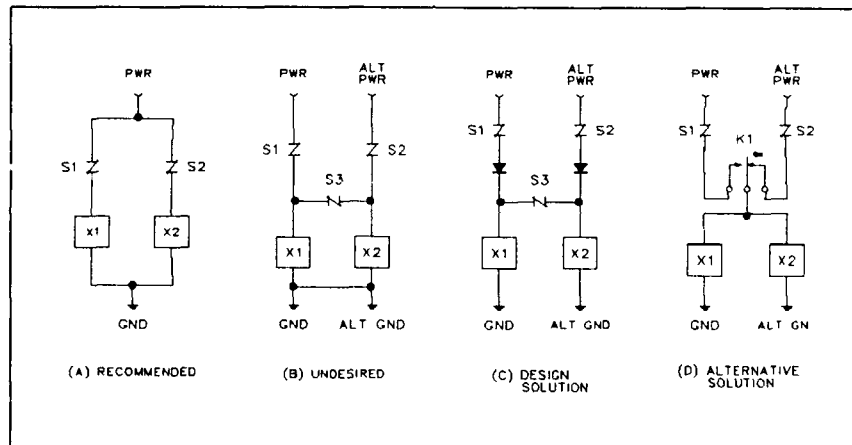 PWR
S1
S2
X1
X2
GND
(A) RECOMMENDED
PWR
ALT
PWR
S1
S2
S3
X1
X2
GND
ALT GND
(B) UNDESIRED
PWR
ALT
PWR
S1
S2
S3
X1
X2
GND
ALT GND
(C) DESIGN
SOLUTION
PWR
ALT
PWR
S1
S2
K1
X1
X2
GND
ALT GN
(D) ALTERNATIVE
SOLUTION